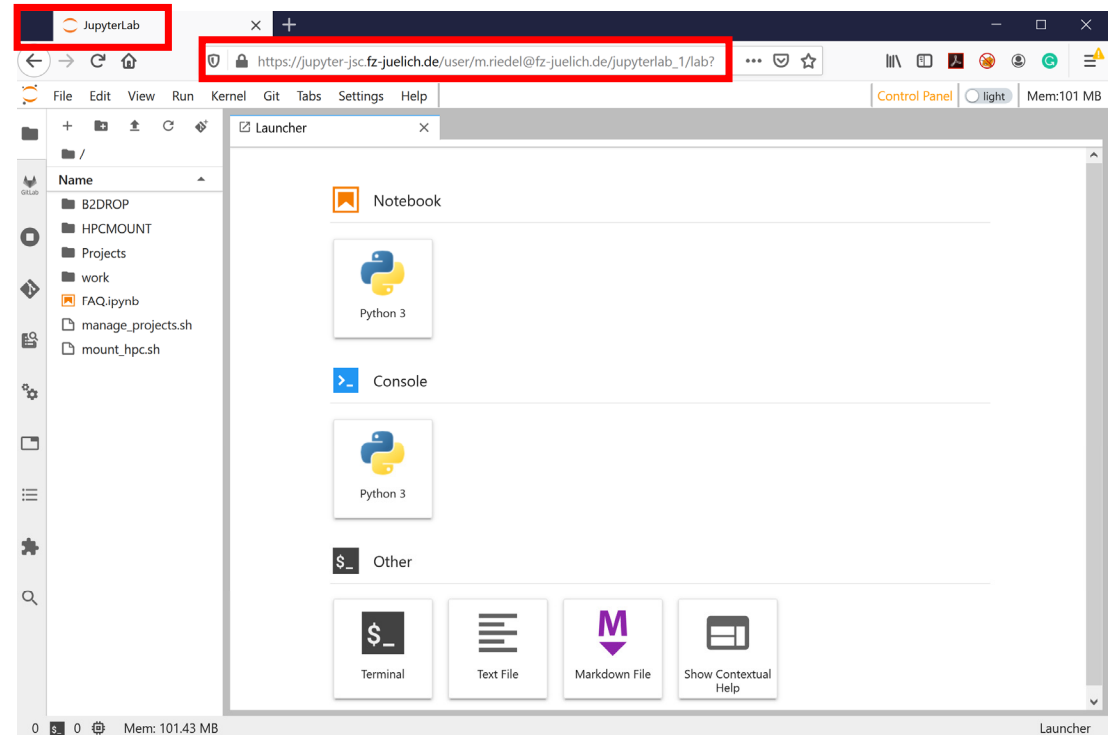 JupyterLab
https://jupyter-jsc.fz-juelich.de/user/m.riedel@fz-juelich.de/jupyterlab_1/lab?
File Edit View Run Kernel Git Tabs Settings Help
Control Panel light Mem:101 MB
Launcher
/
GitLab
Name
B2DROP
HPCMOUNT
Projects
work
FAQ.ipynb
manage_projects.sh
mount_hpc.sh
Notebook
Python 3
>_ Console
Python 3
$_ Other
$_
Terminal
Text File
M
Markdown File
Show Contextual
Help
0 $_ 0 Mem: 101.43 MB
Launcher